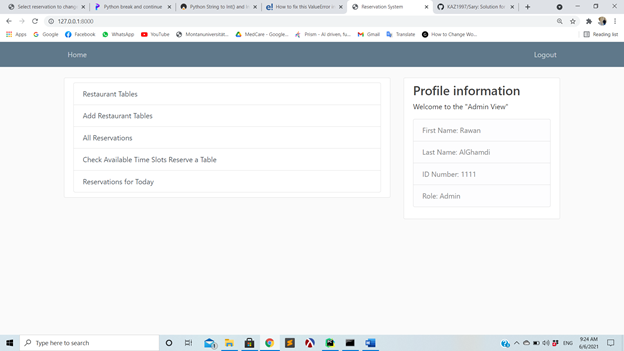 Select reservation to chang
Python break and continue
Python String to Int() and In
How to fix this ValueError i
Reservation System
KAZ1997/Sary: Solution fo
127.0.0.1:8000
Apps
Google
Facebook
WhatsApp
YouTube
Montanuniversität...
MedCare - Google...
Prism - AI driven, fu...
Gmail
Translate
How to Change Wo...
Reading list
Home
Logout
Restaurant Tables
Add Restaurant Tables
All Reservations
Check Available Time Slots Reserve a Table
Reservations for Today
Profile information
Welcome to the "Admin View"
First Name: Rawan
Last Name: AlGhamdi
ID Number: 1111
Role: Admin
Type here to search
ENG
9:24 AM
6/6/2021